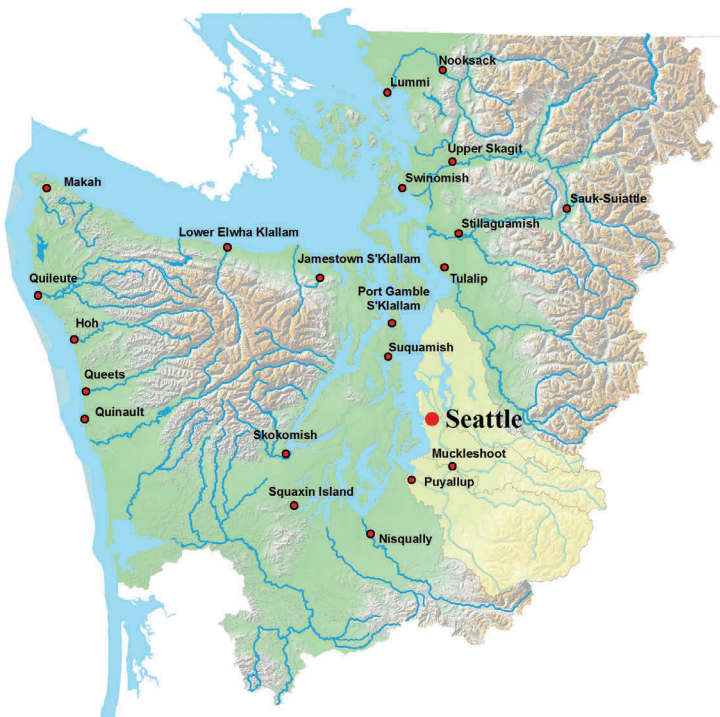 Nooksack
Lummi
Upper Skagit
Swinomish
Makah
Sauk-Suiattle
Stillaguamish
Lower Elwha Klallam
Jamestown S'Klallam
Tulalip
Quileute
Port Gamble
S'Klallam
Hoh
Suquamish
Queets
Quinault
Seattle
Skokomish
Muckleshoot
Puyallup
Squaxin Island
Nisqually